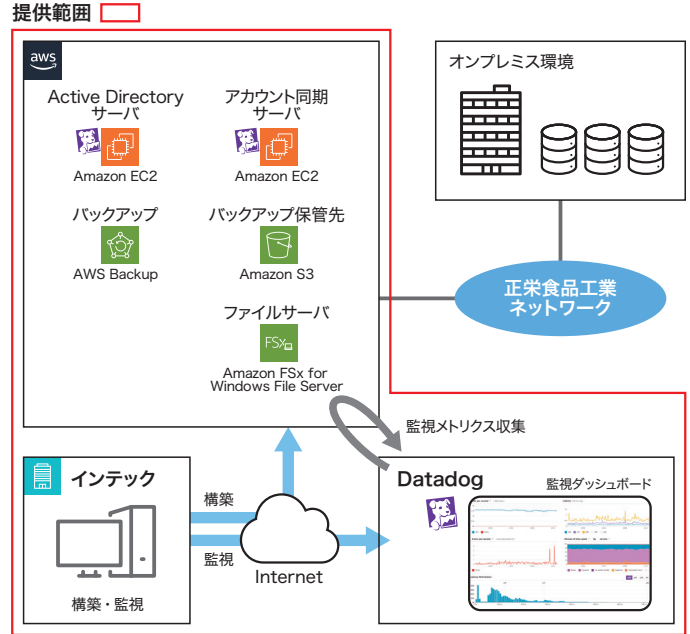 提供範囲
aws
Active Directory
サーバ
Amazon EC2
アカウント同期
サーバ
Amazon EC2
バックアップ
AWS Backup
バックアップ保管先
Amazon S3
ファイルサーバ
FSx
Amazon FSx for
Windows File Server
オンプレミス環境
正栄食品工業
ネットワーク
監視メトリクス収集
インテック
構築・監視
構築
監視
Internet
Datadog
監視ダッシュボード